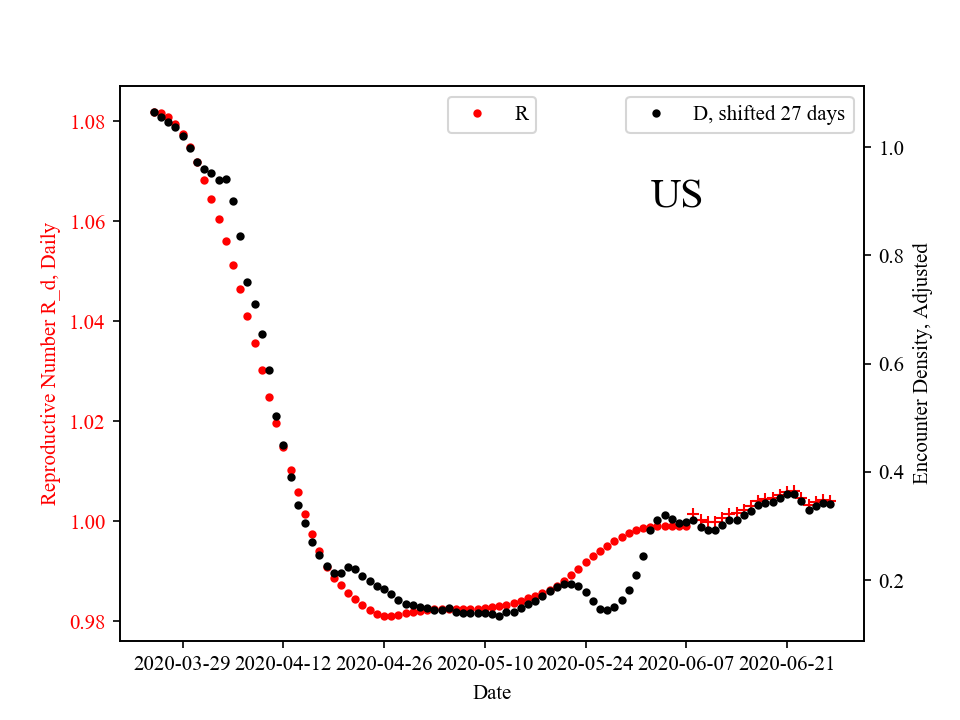 R
D, shifted 27 days
US
1.08
1.06
1.04
1.02
1.00
0.98
Reproductive Number R_d, Daily
1.0
0.8
0.6
0.4
0.2
Encounter Density, Adjusted
2020-03-29 2020-04-12 2020-04-26 2020-05-10 2020-05-24 2020-06-07 2020-06-21
Date